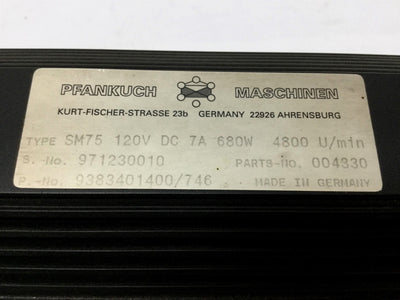 PFANKUCH MASCHINEN
KURT-FISCHER-STRASSE 23b GERMANY 22926 AHRENSBURG
TYPE SM75 120V DC 7A 680W 4800 U/min
S.-No. 971230010 PARTS-No. 004330
P.-No. 9383401400/746 MADE IN GERMANY